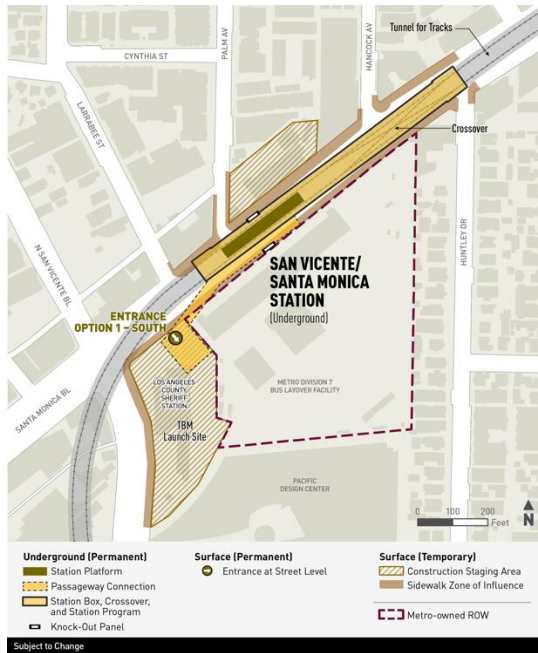 Tunnel for Tracks
CYNTHIA ST
PALM AV
HANCOCK AV
LARRABEE ST
Crossover
N SAN VICENTE BL
SAN VICENTE/
SANTA MONICA
STATION
(Underground)
HUNTLEY DR
ENTRANCE
OPTION 1 – SOUTH
LOS ANGELES
COUNTY
SHERIFF
STATION
METRO DIVISION 7
BUS LAYOVER FACILITY
SANTA MONICA BL
TBM
Launch Site
PACIFIC
DESIGN CENTER
N
0 100 200
Feet
Underground (Permanent)
Station Platform
Passageway Connection
Station Box, Crossover,
and Station Program
Knock-Out Panel
Surface (Permanent)
Entrance at Street Level
Surface (Temporary)
Construction Staging Area
Sidewalk Zone of Influence
Metro-owned ROW
Subject to Change